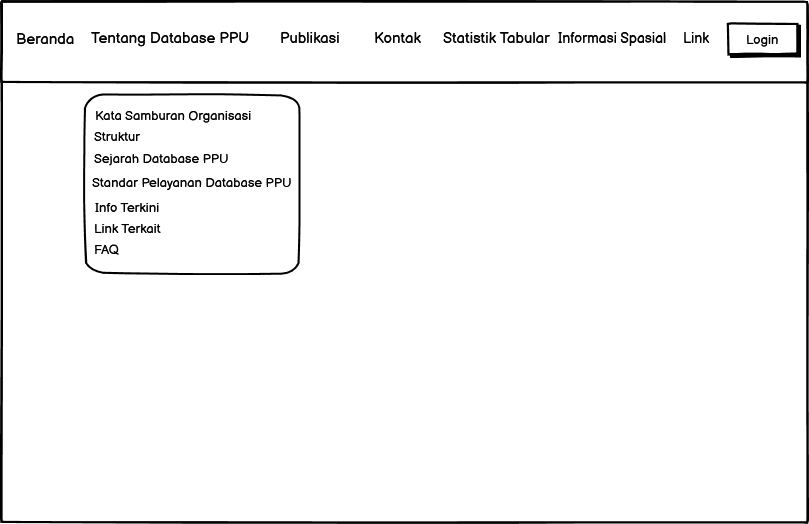 Beranda Tentang Database PPU Publikasi Kontak Statistik Tabular Informasi Spasial Link Login
Kata Samburan Organisasi
Struktur
Sejarah Database PPU
Standar Pelayanan Database PPU
Info Terkini
Link Terkait
FAQ